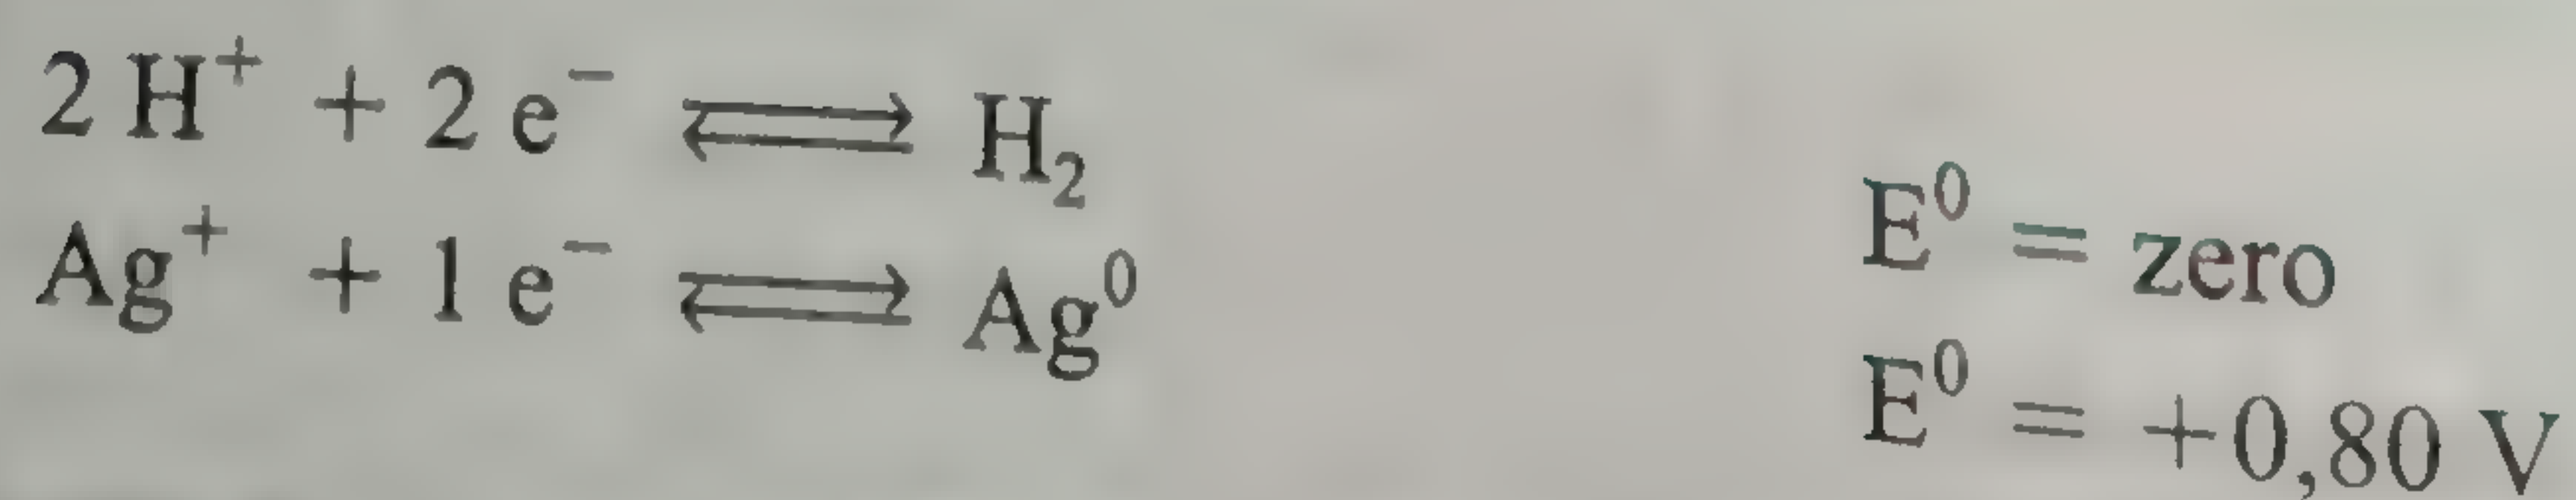 2 H⁺ + 2 e⁻ ⇌ H₂ E⁰ = zero
Ag⁺ + 1 e⁻ ⇌ Ag⁰ E⁰ = +0,80 V